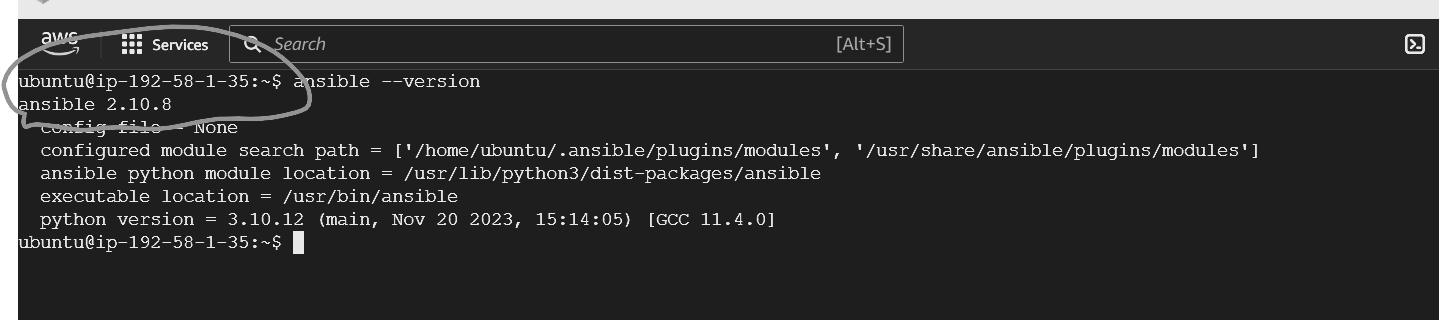 aws Services Search [Alt+S]
ubuntu@ip-192-58-1-35:~$ ansible --version
ansible 2.10.8
  config file = None
  configured module search path = ['/home/ubuntu/.ansible/plugins/modules', '/usr/share/ansible/plugins/modules']
  ansible python module location = /usr/lib/python3/dist-packages/ansible
  executable location = /usr/bin/ansible
  python version = 3.10.12 (main, Nov 20 2023, 15:14:05) [GCC 11.4.0]
ubuntu@ip-192-58-1-35:~$